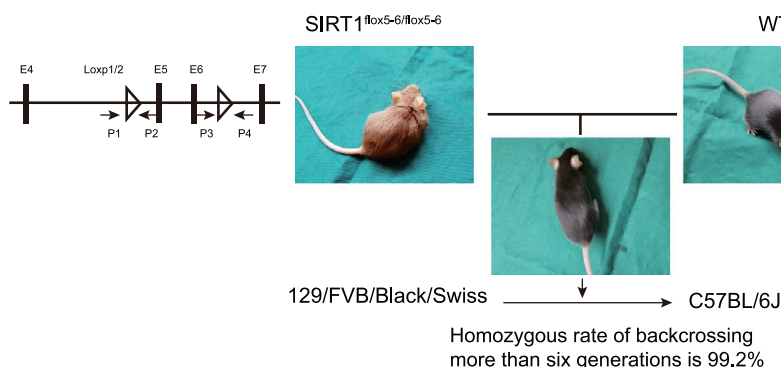 SIRT1flox5-6/flox5-6
WT
E4 Loxp1/2 E5 E6 E7
P1 P2 P3 P4
129/FVB/Black/Swiss
C57BL/6J
Homozygous rate of backcrossing
more than six generations is 99.2%